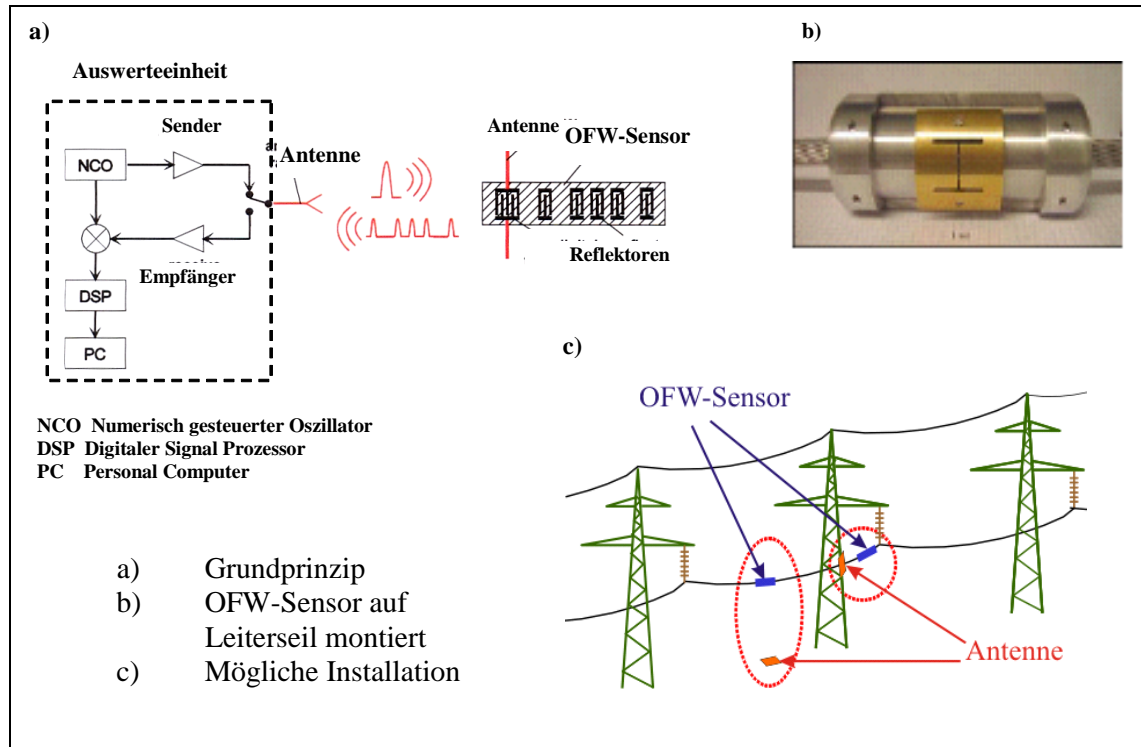 a)
Auswerteeinheit
Sender
NCO
Antenne
Empfänger
DSP
PC
Antenne
OFW-Sensor
Reflektoren
b)
NCO Numerisch gesteuerter Oszillator
DSP Digitaler Signal Prozessor
PC Personal Computer
a) Grundprinzip
b) OFW-Sensor auf
Leiterseil montiert
c) Mögliche Installation
c)
OFW-Sensor
Antenne